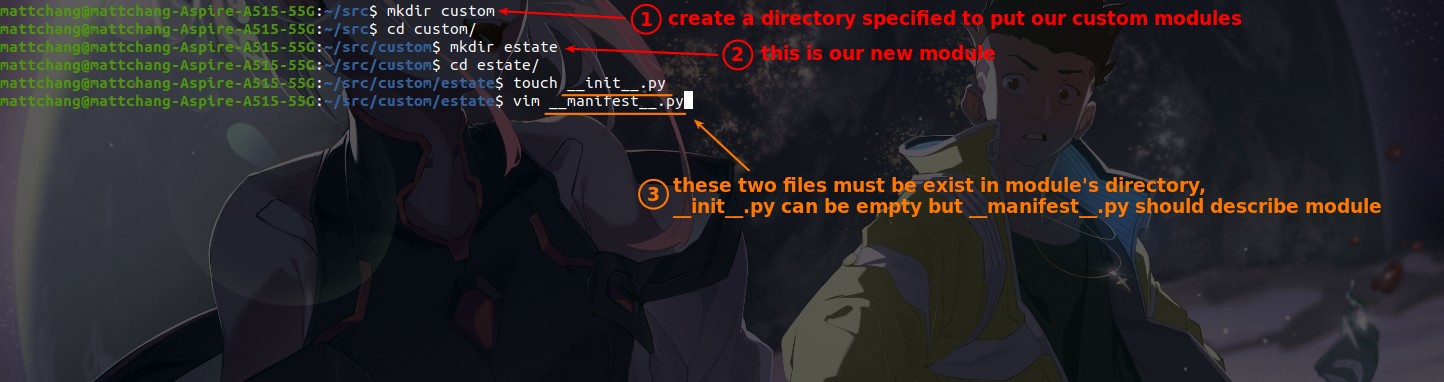 mattchang@mattchang-Aspire-A515-55G:~/src$ mkdir custom
1 create a directory specified to put our custom modules
mattchang@mattchang-Aspire-A515-55G:~/src$ cd custom/
mattchang@mattchang-Aspire-A515-55G:~/src/custom$ mkdir estate
2 this is our new module
mattchang@mattchang-Aspire-A515-55G:~/src/custom$ cd estate/
mattchang@mattchang-Aspire-A515-55G:~/src/custom/estate$ touch __init__.py
mattchang@mattchang-Aspire-A515-55G:~/src/custom/estate$ vim __manifest__.py
3 these two files must be exist in module's directory,
__init__.py can be empty but __manifest__.py should describe module